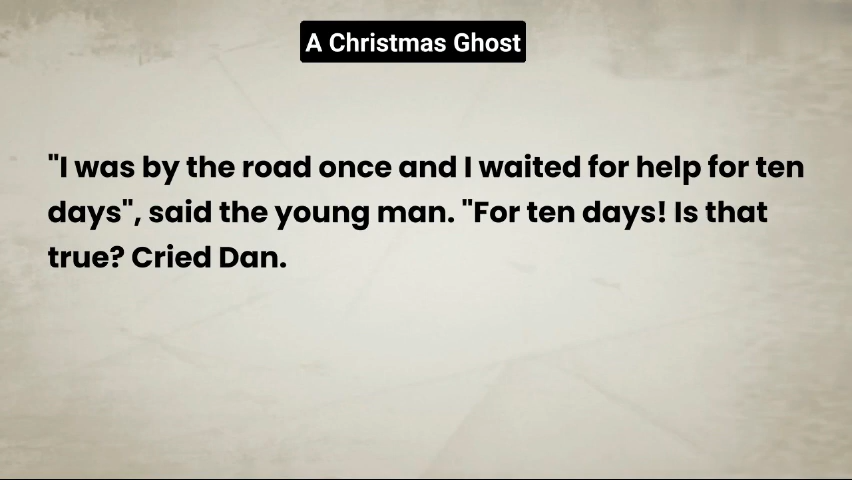 A Christmas Ghost
"I was by the road once and I waited for help for ten
days", said the young man. "For ten days! Is that
true? Cried Dan.